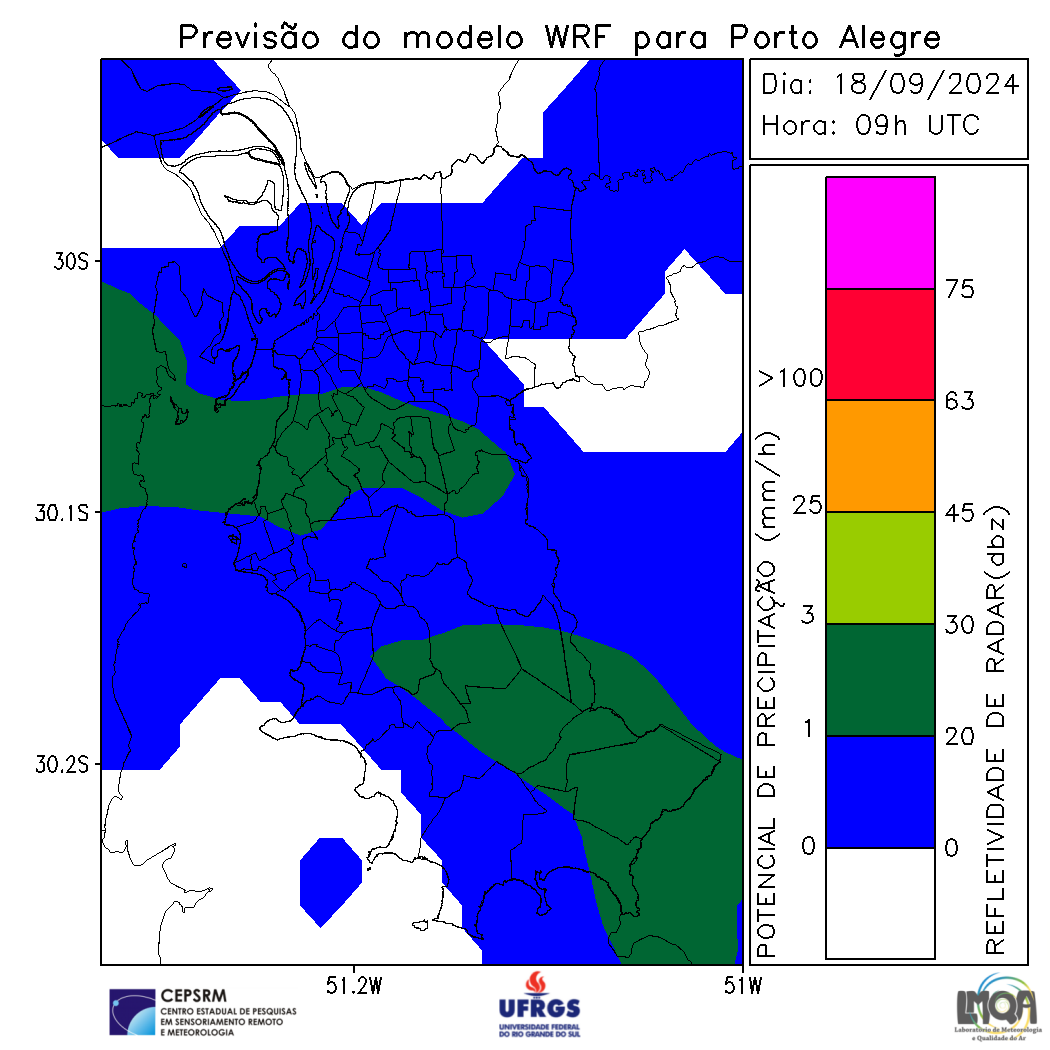 Previsão do modelo WRF para Porto Alegre
Dia: 18/09/2024
Hora: 09h UTC
30S
30.1S
30.2S
51.2W
51W
POTENCIAL DE PRECIPITAÇÃO (mm/h)
>100
25
3
1
0
75
63
45
30
20
0
REFLETIVIDADE DE RADAR(dbz)
CEPSRM
CENTRO ESTADUAL DE PESQUISAS
EM SENSORIAMENTO REMOTO
E METEOROLOGIA
UFRGS
UNIVERSIDADE FEDERAL
DO RIO GRANDE DO SUL
LMQA
Laboratório de Meteorologia
e Qualidade do Ar